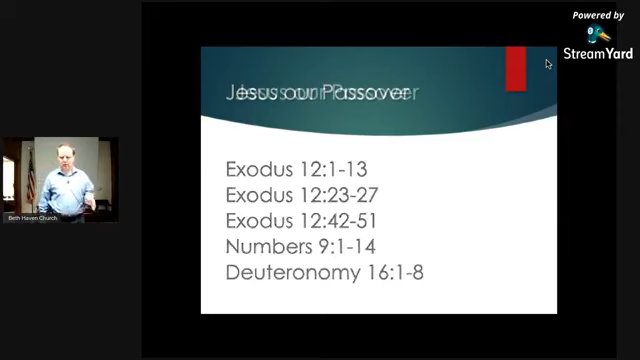 Powered by
StreamYard
Jesus our Passover
Exodus 12:1-13
Exodus 12:23-27
Exodus 12:42-51
Numbers 9:1-14
Deuteronomy 16:1-8
Beth Haven Church